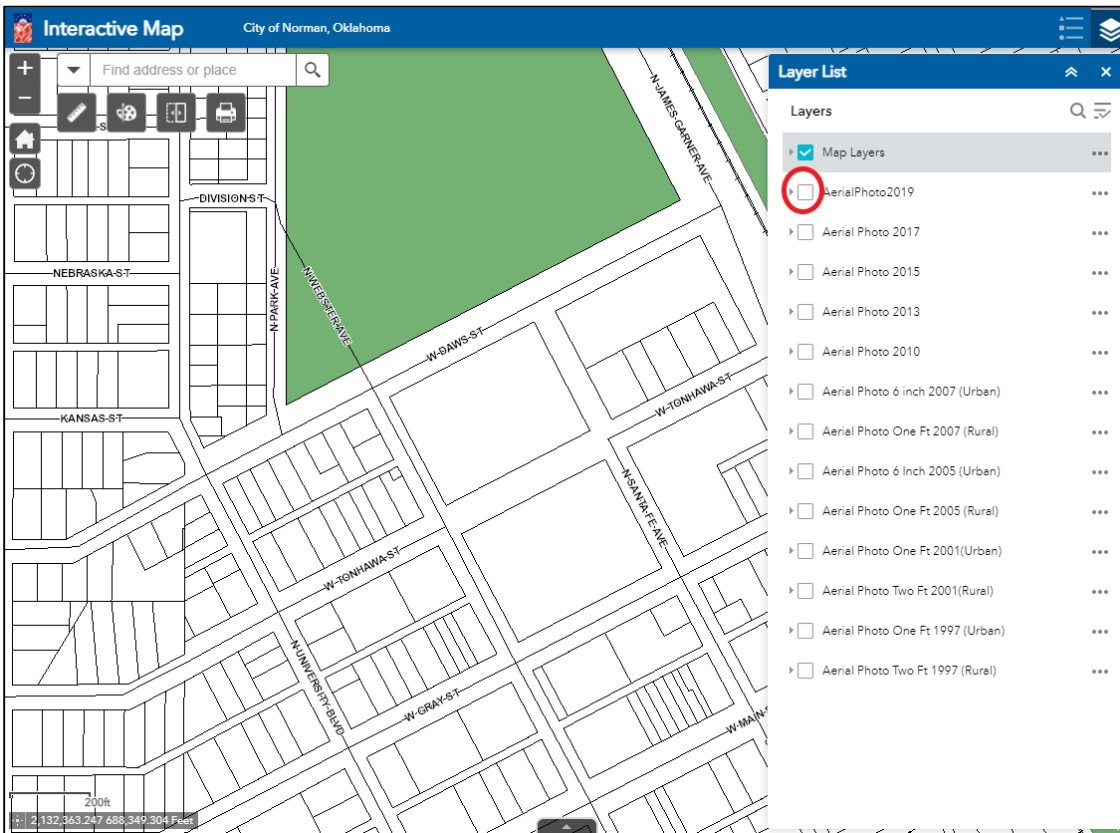 Interactive Map City of Norman, Oklahoma
Find address or place
Layer List
Layers
Map Layers
AerialPhoto2019
Aerial Photo 2017
Aerial Photo 2015
Aerial Photo 2013
Aerial Photo 2010
Aerial Photo 6 inch 2007 (Urban)
Aerial Photo One Ft 2007 (Rural)
Aerial Photo 6 Inch 2005 (Urban)
Aerial Photo One Ft 2005 (Rural)
Aerial Photo One Ft 2001(Urban)
Aerial Photo Two Ft 2001(Rural)
Aerial Photo One Ft 1997 (Urban)
Aerial Photo Two Ft 1997 (Rural)
N JAMES GARNER AVE
DIVISION ST
NEBRASKA ST
N PARK AVE
N WEBSTER AVE
W DAWS ST
W TONHAWA ST
KANSAS ST
N SANTA FE AVE
W TONHAWA ST
N UNIVERSITY BLVD
W GRAY ST
W MAIN
200ft
2,132,363.247 688,349.304 Feet